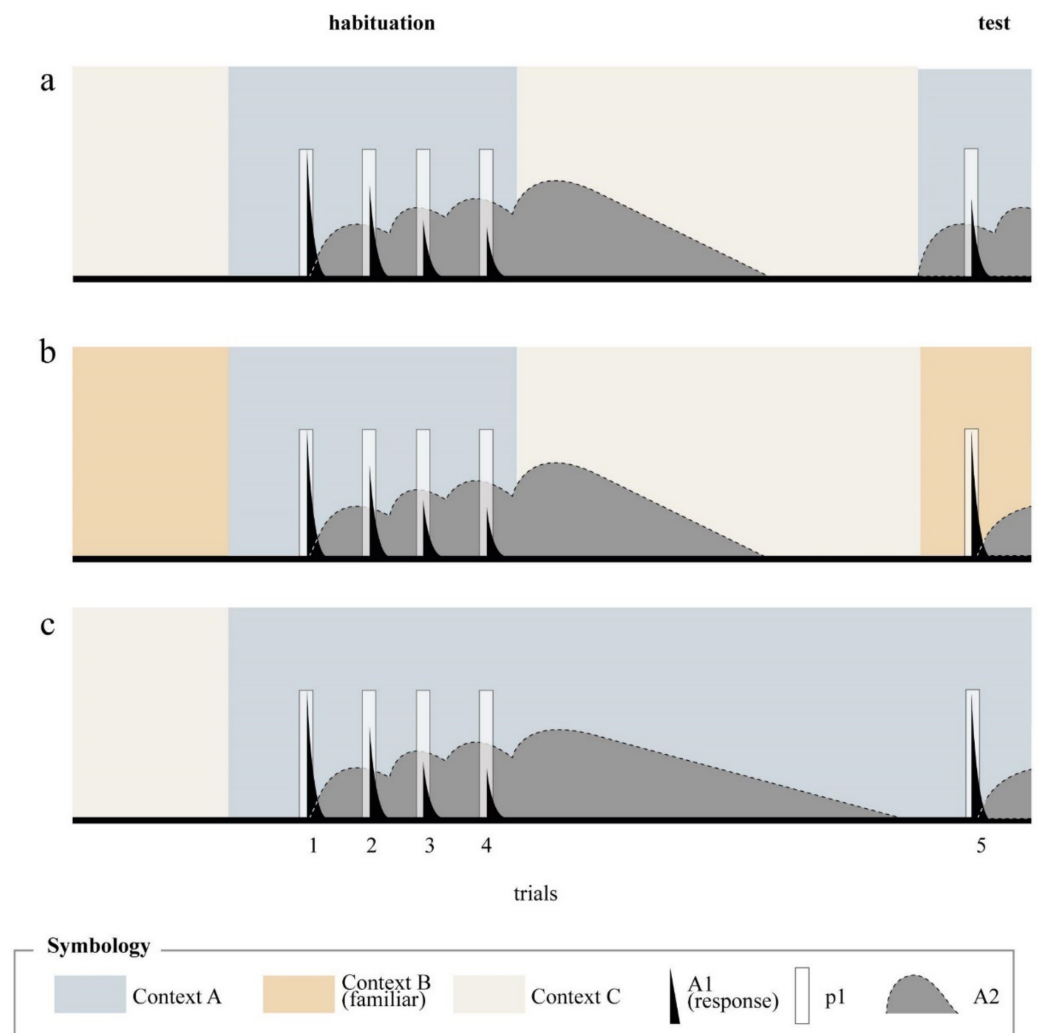 habituation test
a
b
c
1 2 3 4 5
trials
Symbology
Context A
Context B
(familiar)
Context C
A1
(response)
p1
A2